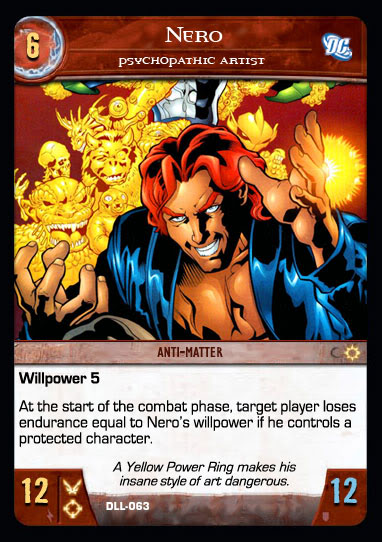 6
Nero
PSYCHOPATHIC ARTIST
DC
ANTI-MATTER
Willpower 5
At the start of the combat phase, target player loses
endurance equal to Nero's willpower if he controls a
protected character.
A Yellow Power Ring makes his
insane style of art dangerous.
12
DLL-063
12